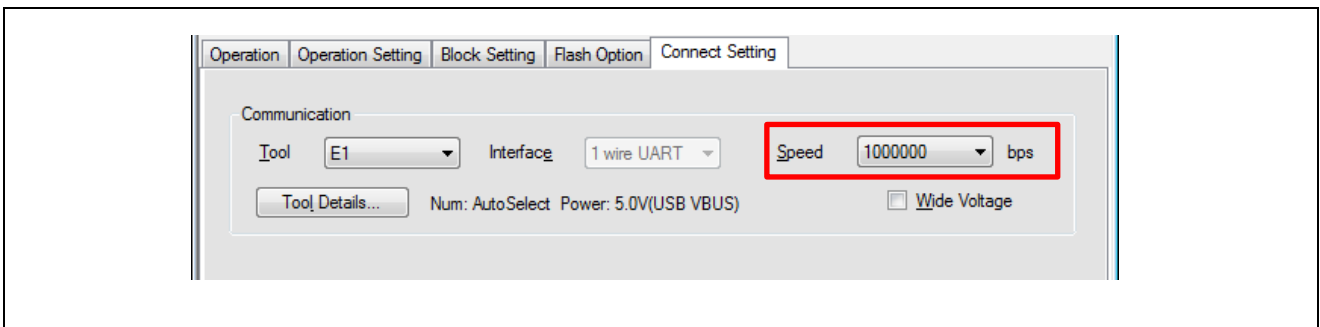 Operation Operation Setting Block Setting Flash Option Connect Setting
Communication
Tool E1 Interface 1 wire UART Speed 1000000 bps
Tool Details... Num: AutoSelect Power: 5.0V(USB VBUS) Wide Voltage